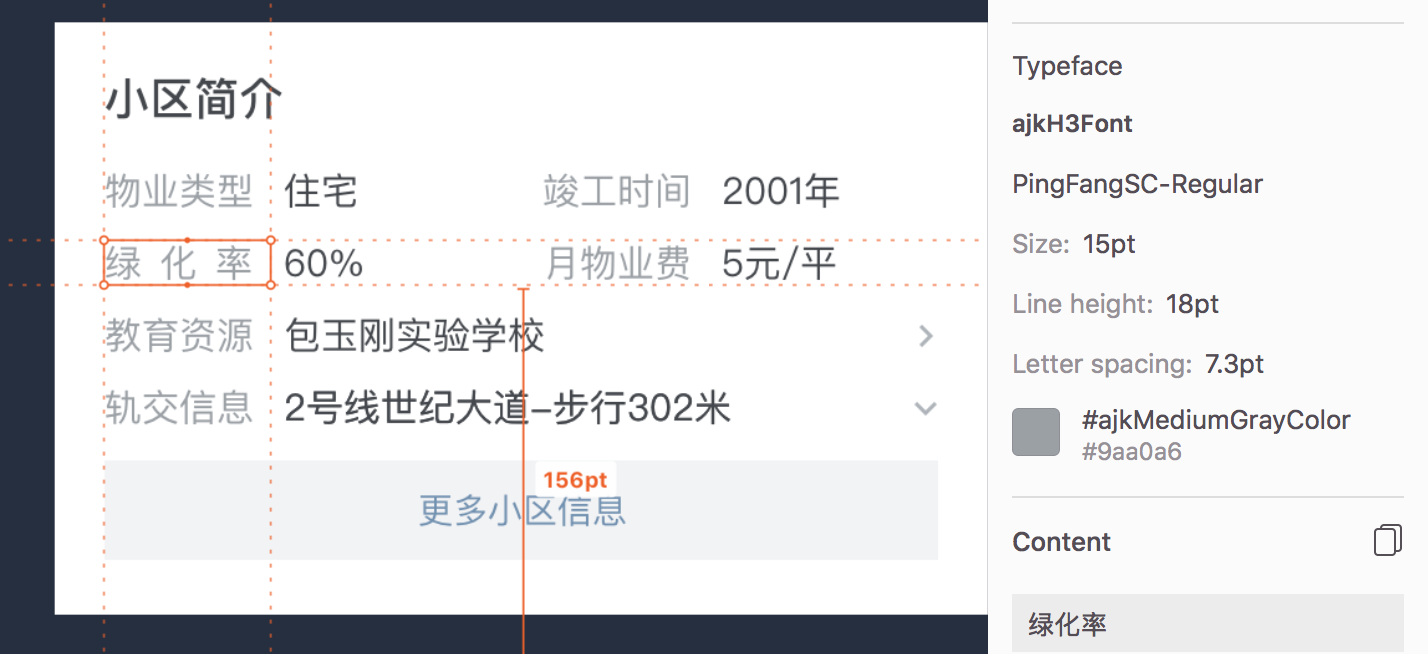 小区简介
物业类型 住宅 竣工时间 2001年
绿 化 率 60% 月物业费 5元/平
教育资源 包玉刚实验学校
轨交信息 2号线世纪大道-步行302米
156pt
更多小区信息
Typeface
ajkH3Font
PingFangSC-Regular
Size: 15pt
Line height: 18pt
Letter spacing: 7.3pt
#ajkMediumGrayColor
#9aa0a6
Content
绿化率